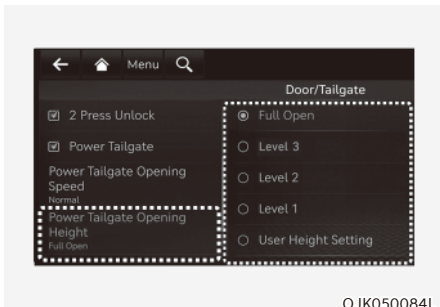 Menu
Door/Tailgate
2 Press Unlock
Power Tailgate
Power Tailgate Opening
Speed
Normal
Power Tailgate Opening
Height
Full Open
Full Open
Level 3
Level 2
Level 1
User Height Setting
OJK050084L